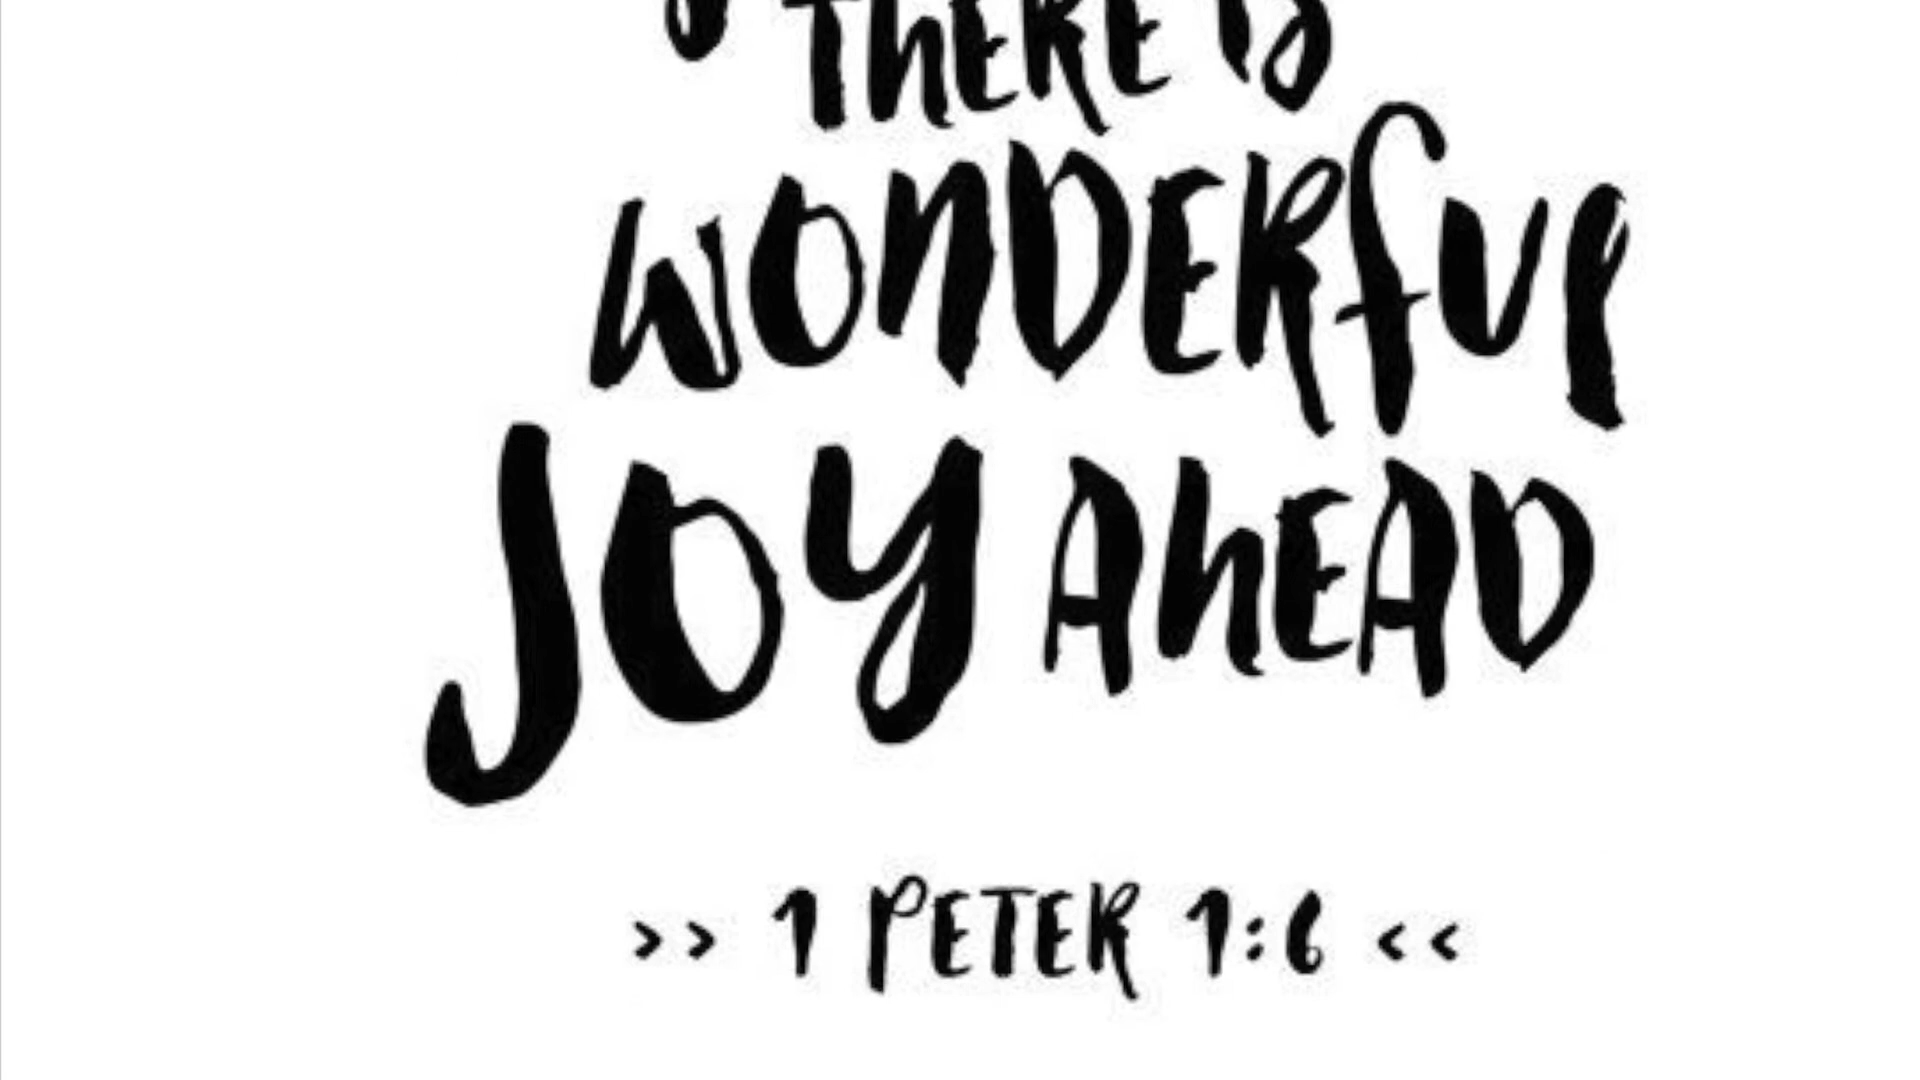 THERE IS
WONDERFUL
JOY AHEAD
>> 1 PETER 1:6 <<